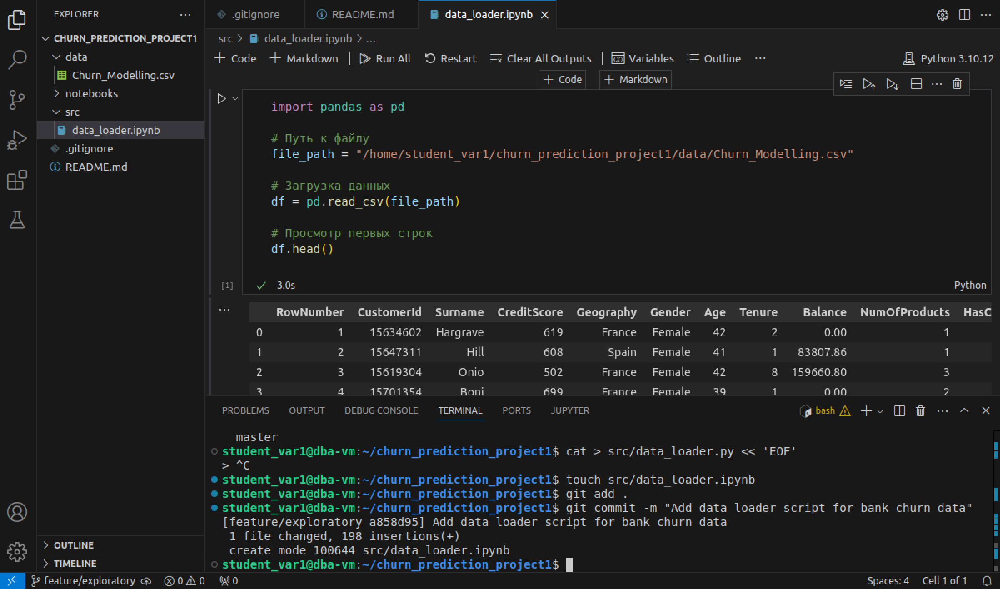 EXPLORER
CHURN_PREDICTION_PROJECT1
data
Churn_Modelling.csv
notebooks
src
data_loader.ipynb
.gitignore
README.md
OUTLINE
TIMELINE
.gitignore README.md data_loader.ipynb
src > data_loader.ipynb > ...
+ Code + Markdown Run All Restart Clear All Outputs Variables Outline ... Python 3.10.12
+ Code + Markdown
import pandas as pd
# Путь к файлу
file_path = "/home/student_var1/churn_prediction_project1/data/Churn_Modelling.csv"
# Загрузка данных
df = pd.read_csv(file_path)
# Просмотр первых строк
df.head()
[1] 3.0s Python
RowNumber CustomerId Surname CreditScore Geography Gender Age Tenure Balance NumOfProducts HasC
0 1 15634602 Hargrave 619 France Female 42 2 0.00 1
1 2 15647311 Hill 608 Spain Female 41 1 83807.86 1
2 3 15619304 Onio 502 France Female 42 8 159660.80 3
3 4 15701354 Boni 699 France Female 39 1 0.00 2
PROBLEMS OUTPUT DEBUG CONSOLE TERMINAL PORTS JUPYTER bash
master
student_var1@dba-vm:~/churn_prediction_project1$ cat > src/data_loader.py << 'EOF'
> ^C
student_var1@dba-vm:~/churn_prediction_project1$ touch src/data_loader.ipynb
student_var1@dba-vm:~/churn_prediction_project1$ git add .
student_var1@dba-vm:~/churn_prediction_project1$ git commit -m "Add data loader script for bank churn data"
[feature/exploratory a858d95] Add data loader script for bank churn data
1 file changed, 198 insertions(+)
create mode 100644 src/data_loader.ipynb
student_var1@dba-vm:~/churn_prediction_project1$
feature/exploratory 0 0 0 Spaces: 4 Cell 1 of 1